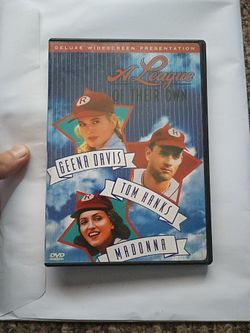 DELUXE WIDESCREEN PRESENTATION
A League
OF THEIR OWN
R
GEENA DAVIS
R
TOM HANKS
R
MADONNA
DVD